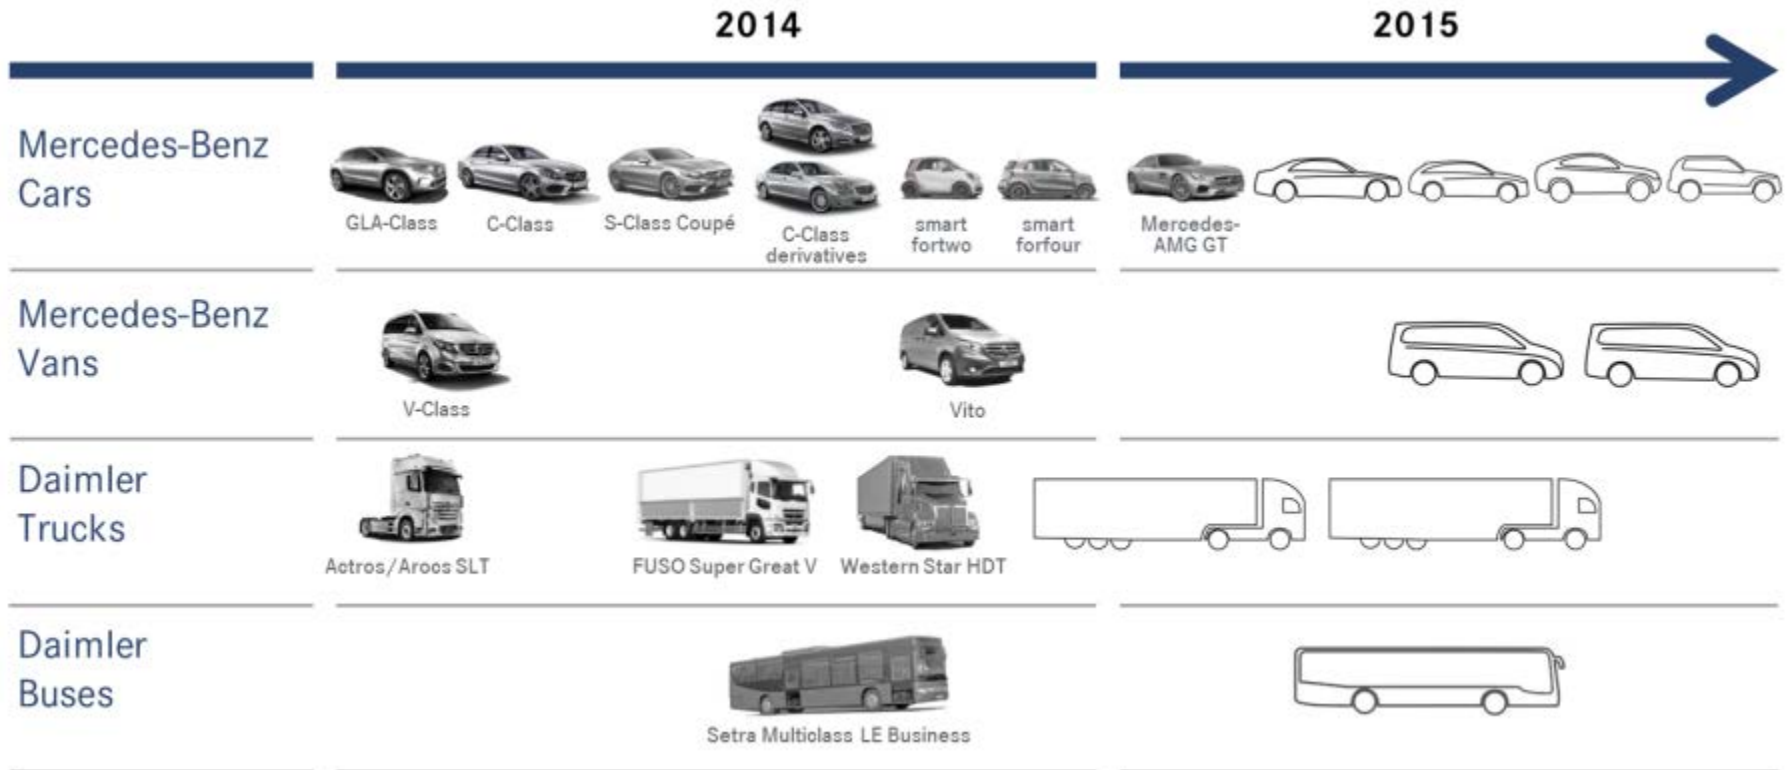 2014
2015
Mercedes-Benz
Cars
GLA-Class
C-Class
S-Class Coupé
C-Class
derivatives
smart
fortwo
smart
forfour
Mercedes-
AMG GT
Mercedes-Benz
Vans
V-Class
Vito
Daimler
Trucks
Actros/Arocs SLT
FUSO Super Great V
Western Star HDT
Daimler
Buses
Setra Multiclass LE Business